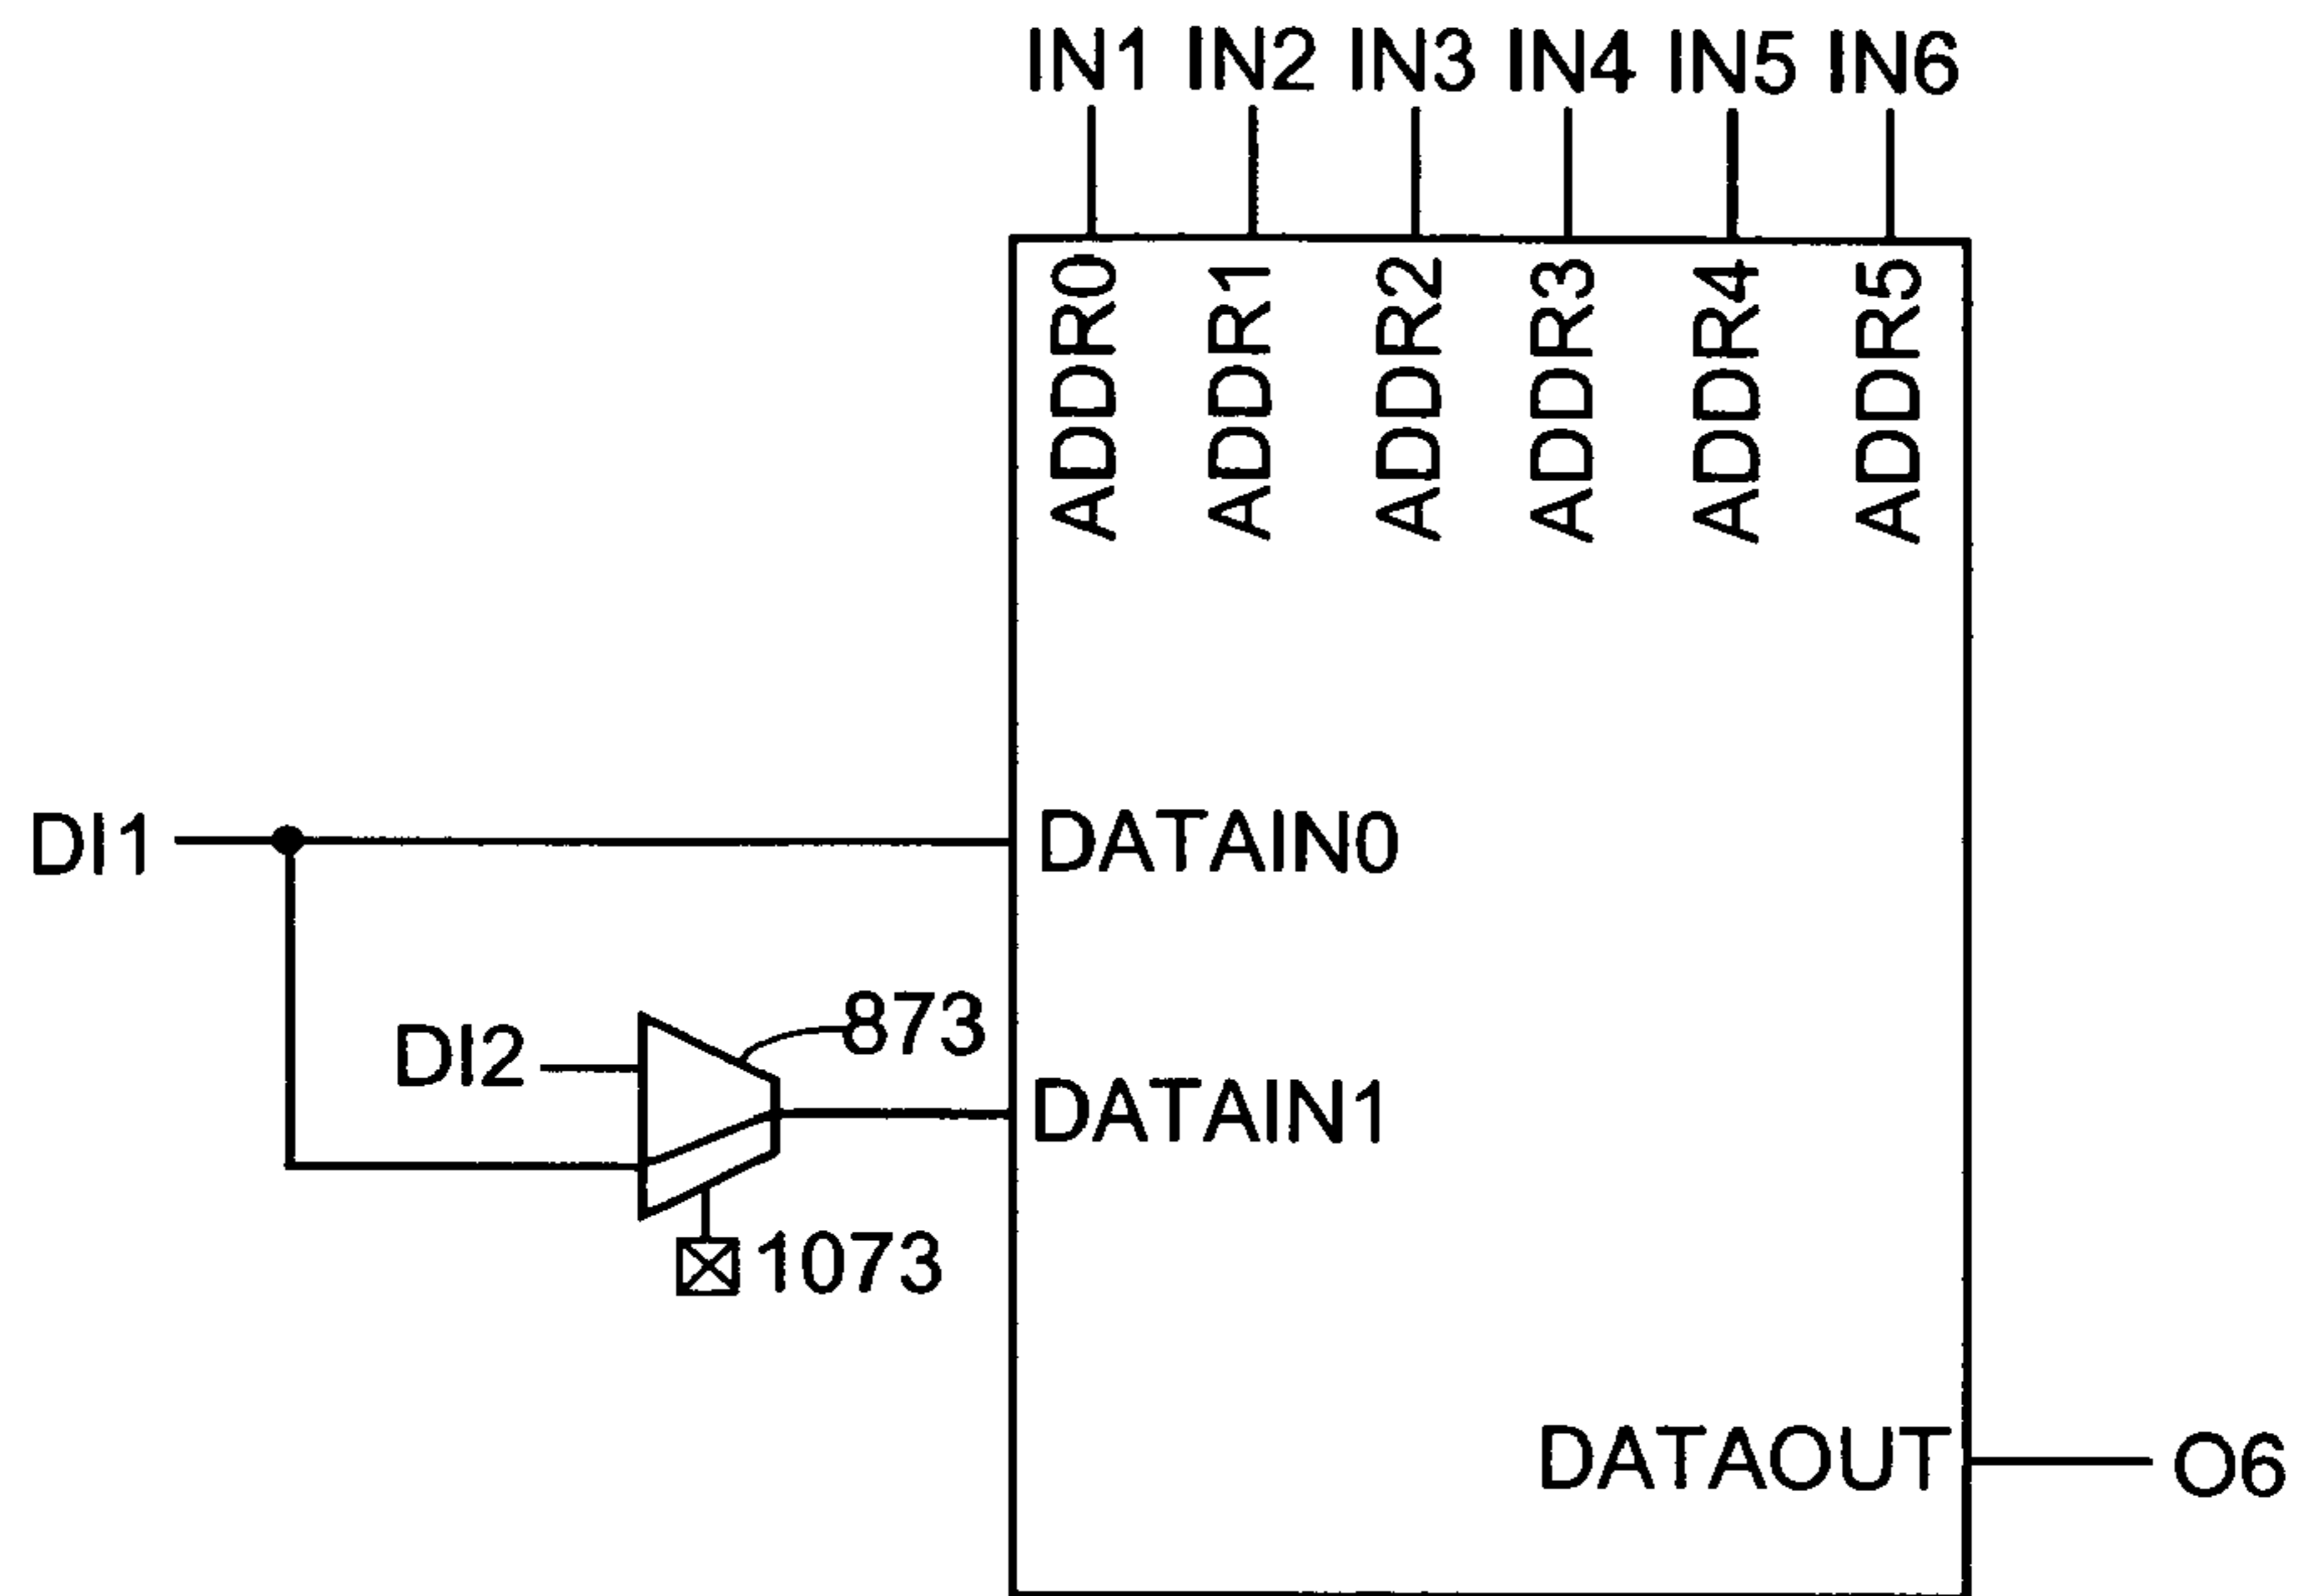 IN1 IN2 IN3 IN4 IN5 IN6
ADDR0 ADDR1 ADDR2 ADDR3 ADDR4 ADDR5
DI1
DATAIN0
873
DI2
DATAIN1
1073
DATAOUT
O6